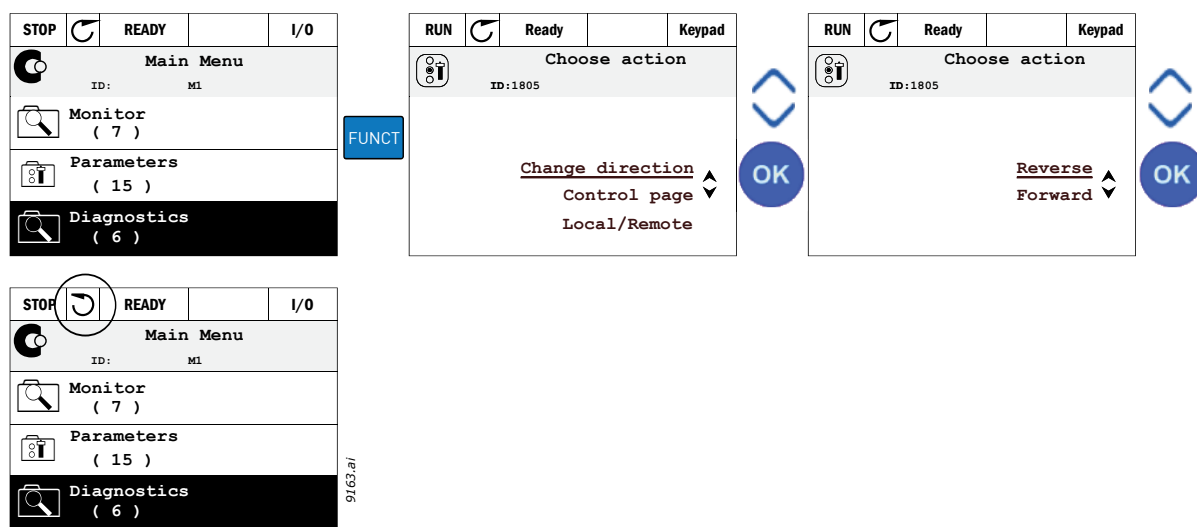 STOP READY I/O
Main Menu
ID: M1
Monitor
( 7 )
Parameters
( 15 )
Diagnostics
( 6 )
FUNCT
RUN Ready Keypad
Choose action
ID:1805
Change direction
Control page
Local/Remote
OK
RUN Ready Keypad
Choose action
ID:1805
Reverse
Forward
OK
STOP READY I/O
Main Menu
ID: M1
Monitor
( 7 )
Parameters
( 15 )
Diagnostics
( 6 )
9163.ai